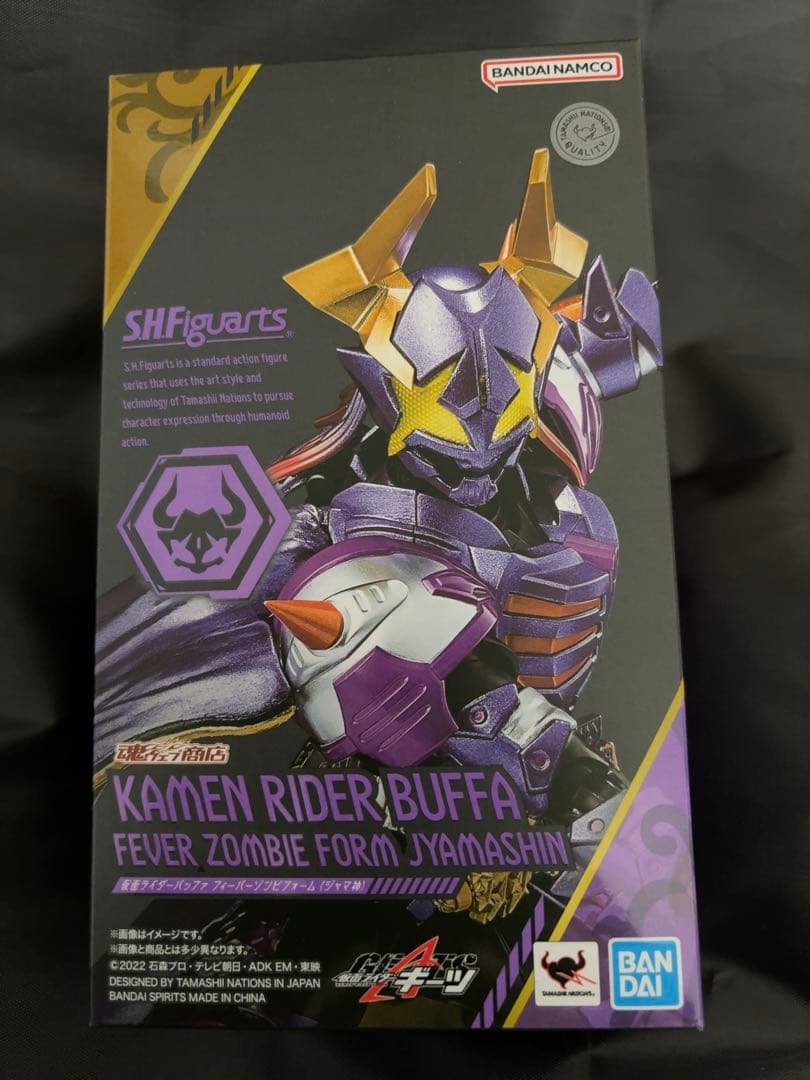 BANDAI NAMCO
TAMASHII NATIONS
QUALITY
S.H.Figuarts
S.H.Figuarts is a standard action figure
series that uses the art style and
technology of Tamashii Nations to pursue
character expression through humanoid
action.
魂ウェブ商店
KAMEN RIDER BUFFA
FEVER ZOMBIE FORM JYAMASHIN
仮面ライダーバッファ フィーバーゾンビフォーム(ジャマ神)
※画像はイメージです。
※画像と商品とは多少異なります。
©2022 石森プロ・テレビ朝日・ADK EM・東映
DESIGNED BY TAMASHII NATIONS IN JAPAN
BANDAI SPIRITS MADE IN CHINA
GEATS
仮面ライダー
ギーツ
TAMASHII NATIONS
BAN
DAI